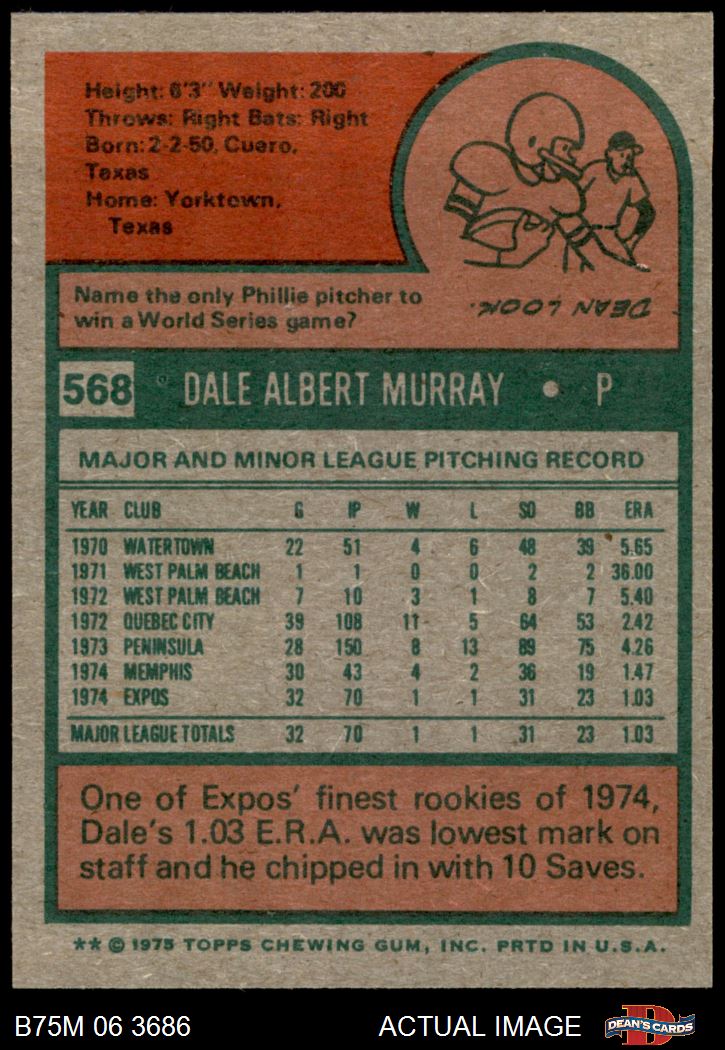 Height: 6'3" Weight: 200
Throws: Right Bats: Right
Born: 2-2-50, Cuero,
Texas
Home: Yorktown,
Texas
Name the only Phillie pitcher to
win a World Series game?
DEAN LOOK.
568 DALE ALBERT MURRAY • P
MAJOR AND MINOR LEAGUE PITCHING RECORD
YEAR CLUB G IP W L SO BB ERA
1970 WATERTOWN 22 51 4 6 48 39 5.65
1971 WEST PALM BEACH 1 1 0 0 2 2 36.00
1972 WEST PALM BEACH 7 10 3 1 8 7 5.40
1972 QUEBEC CITY 39 108 11 5 64 53 2.42
1973 PENINSULA 28 150 8 13 89 75 4.26
1974 MEMPHIS 30 43 4 2 36 19 1.47
1974 EXPOS 32 70 1 1 31 23 1.03
MAJOR LEAGUE TOTALS 32 70 1 1 31 23 1.03
One of Expos' finest rookies of 1974,
Dale's 1.03 E.R.A. was lowest mark on
staff and he chipped in with 10 Saves.
** © 1975 TOPPS CHEWING GUM, INC. PRTD IN U.S.A.
B75M 06 3686 ACTUAL IMAGE DEAN'S CARDS